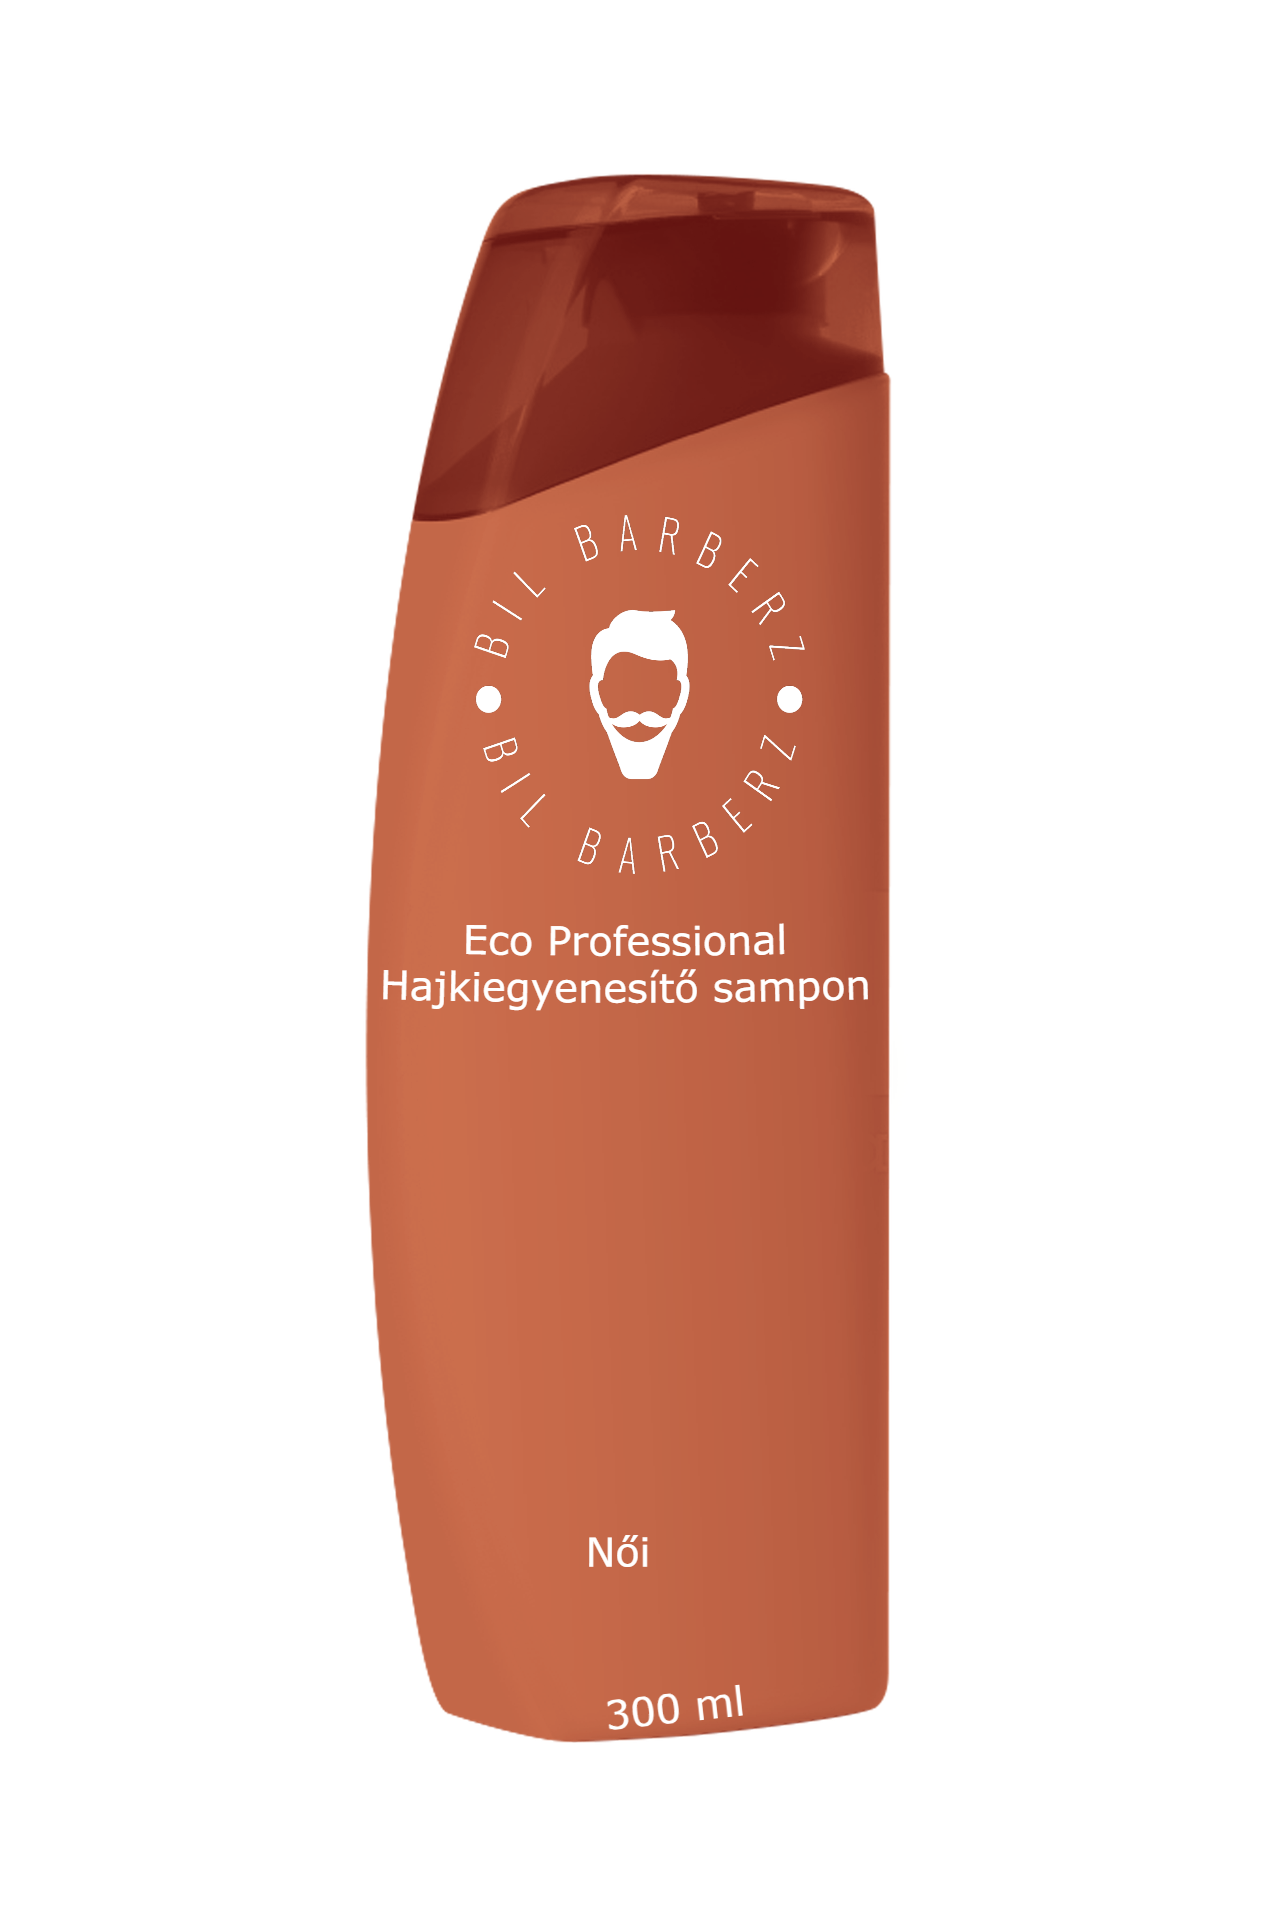 BIL BARBERZ
BIL BARBERZ
Eco Professional
Hajkiegyenesítő sampon
Női
300 ml